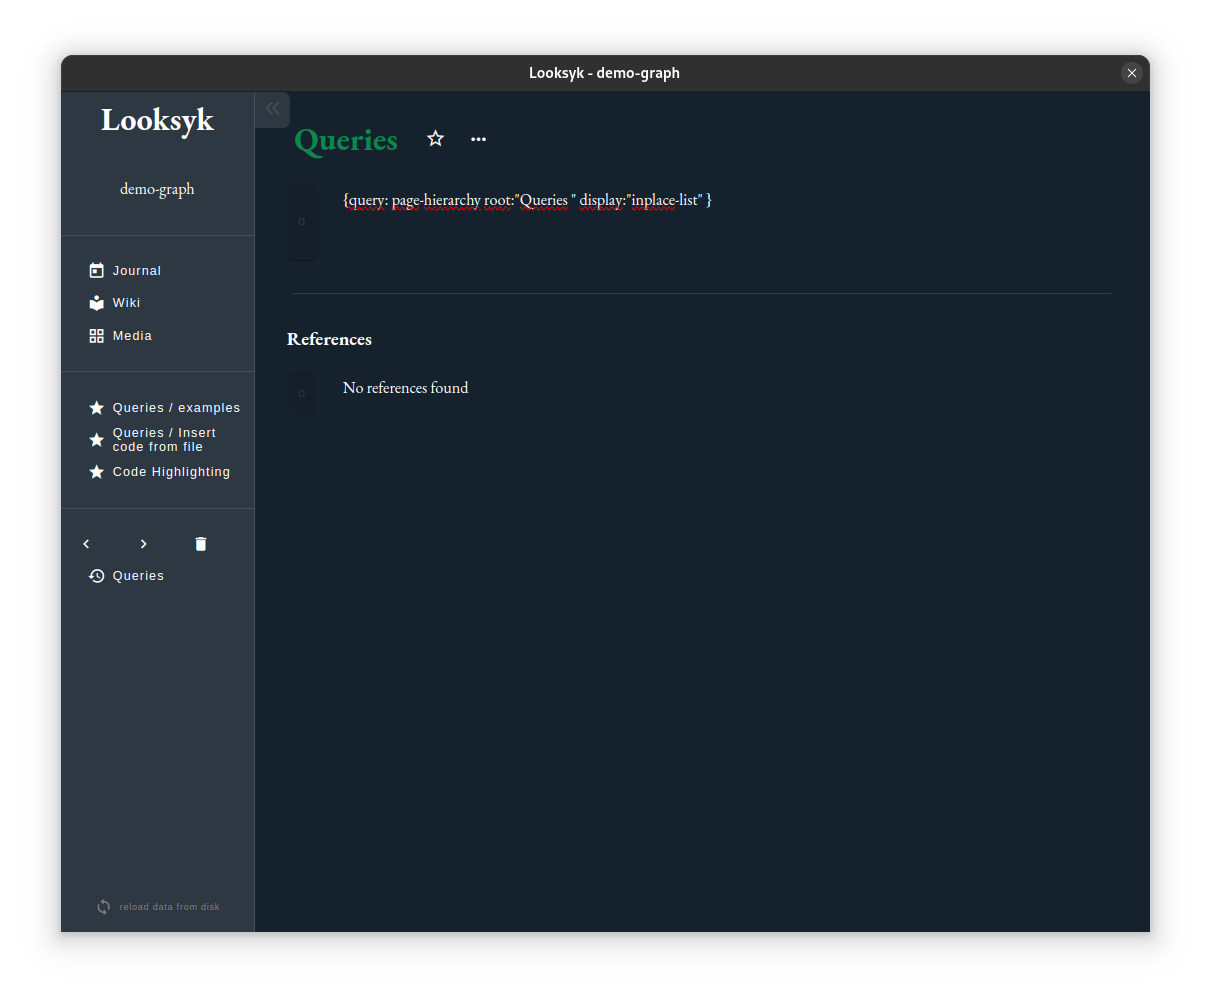 Looksyk - demo-graph
Looksyk
demo-graph
Journal
Wiki
Media
Queries / examples
Queries / Insert
code from file
Code Highlighting
Queries
reload data from disk
Queries
{query: page-hierarchy root:"Queries " display:"inplace-list" }
References
No references found